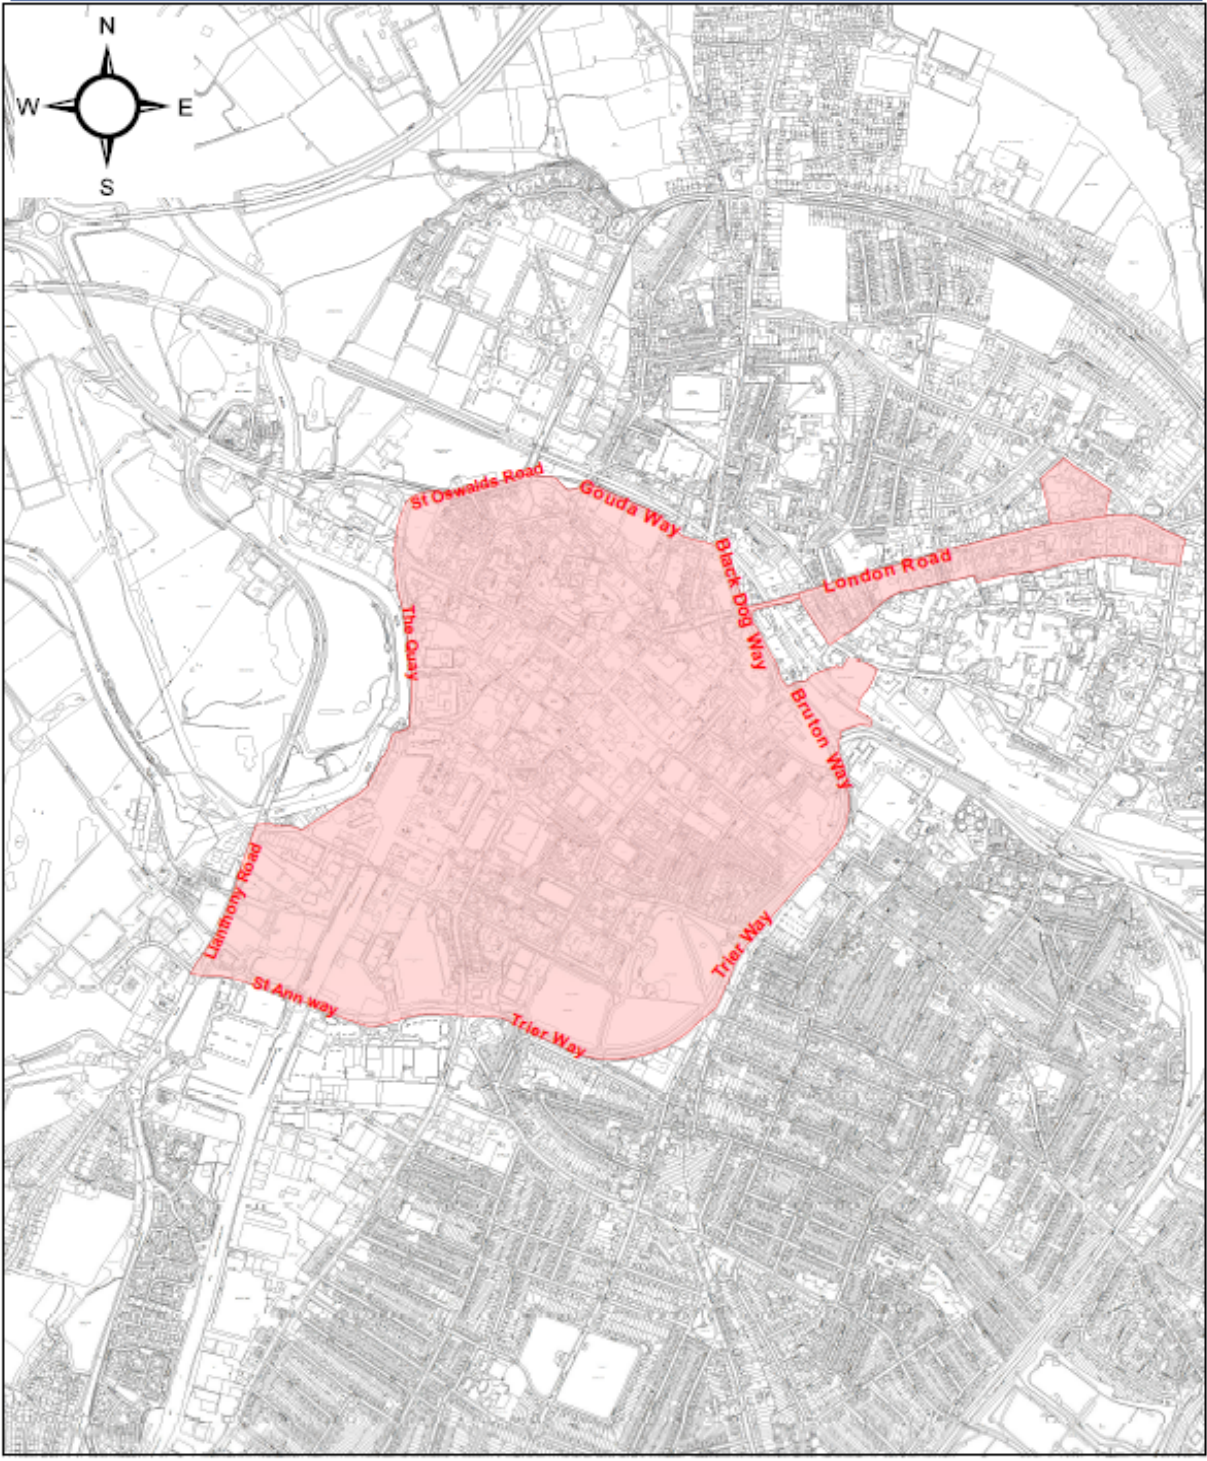 N
W E
S
St Oswalds Road
Gouda Way
Black Dog Way
London Road
The Quay
Bruton Way
Llanthony Road
Trier Way
St Ann way
Trier Way